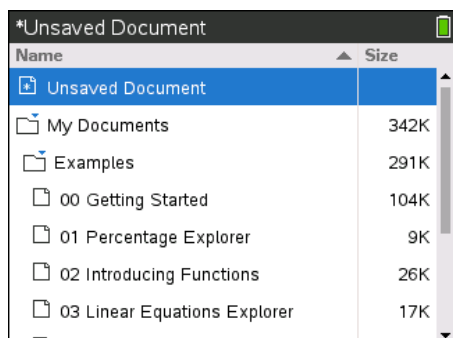 *Unsaved Document
Name Size
Unsaved Document
My Documents 342K
Examples 291K
00 Getting Started 104K
01 Percentage Explorer 9K
02 Introducing Functions 26K
03 Linear Equations Explorer 17K